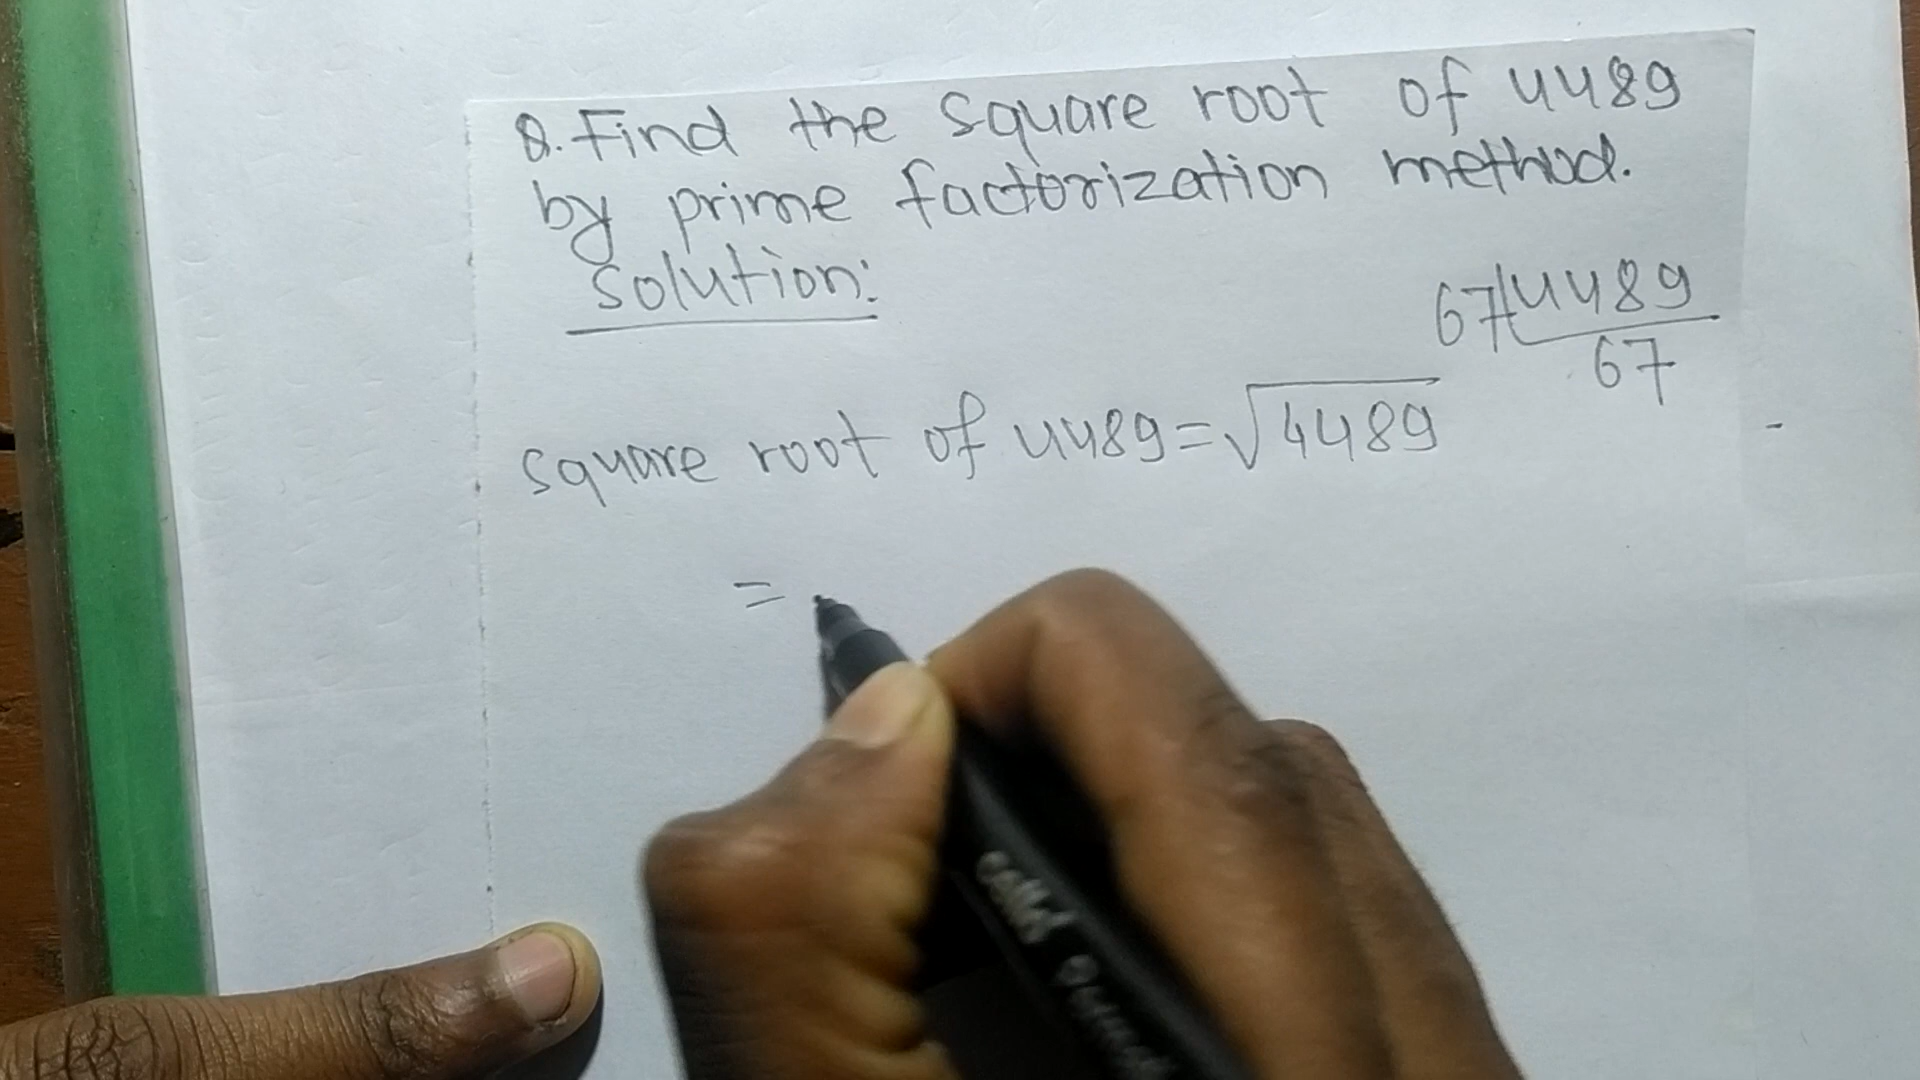 Q. Find the square root of 4489
by prime factorization method.
Solution:
67 4489
67
square root of 4489 = √4489
=